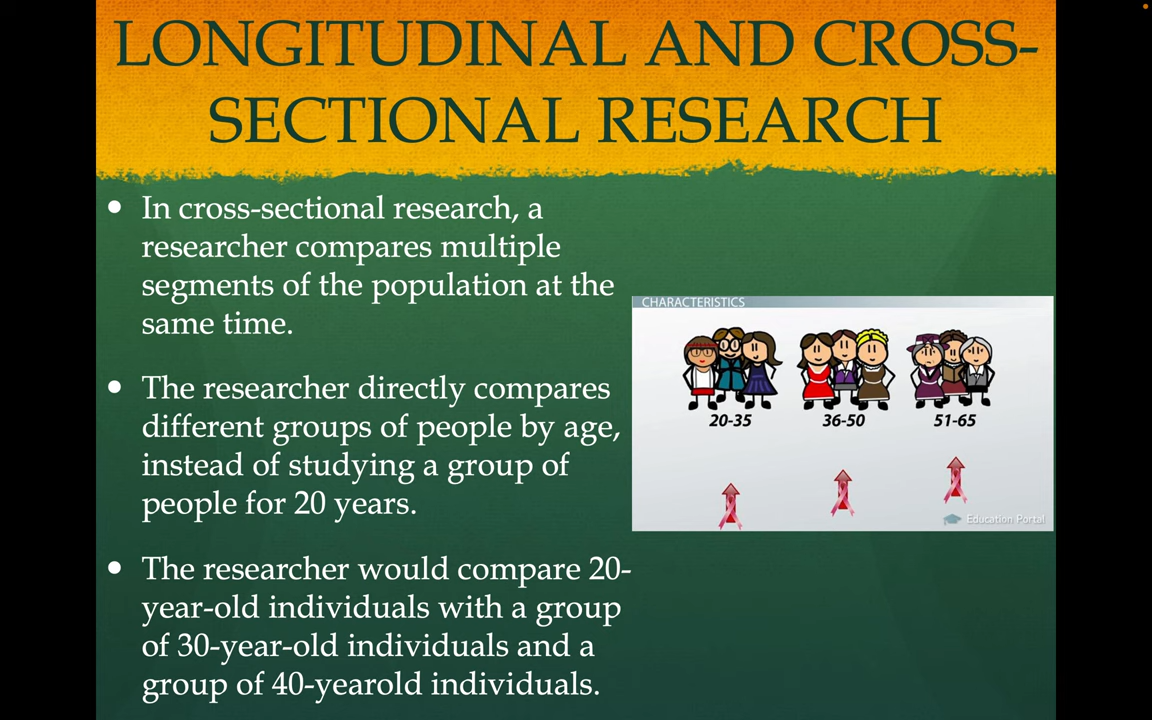 LONGITUDINAL AND CROSS-
SECTIONAL RESEARCH
• In cross-sectional research, a
researcher compares multiple
segments of the population at the
same time.
• The researcher directly compares
different groups of people by age,
instead of studying a group of
people for 20 years.
• The researcher would compare 20-
year-old individuals with a group
of 30-year-old individuals and a
group of 40-yearold individuals.
CHARACTERISTICS
20-35 36-50 51-65
Education Portal